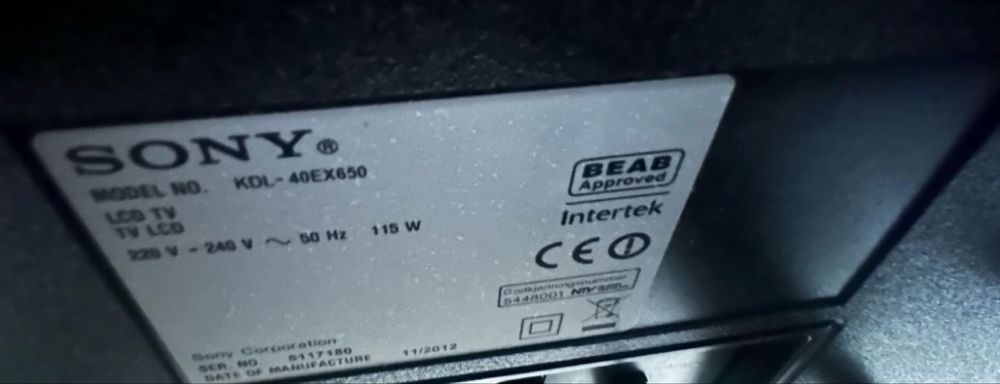 SONY®
MODEL NO. KDL-40EX650
LCD TV
TV LCD
220 V - 240 V ~ 50 Hz 115 W
BEAB
Approved
Intertek
CE
Godkjenningsnummer
5448001
Sony Corporation
SER. NO. 5117180
DATE OF MANUFACTURE 11/2012